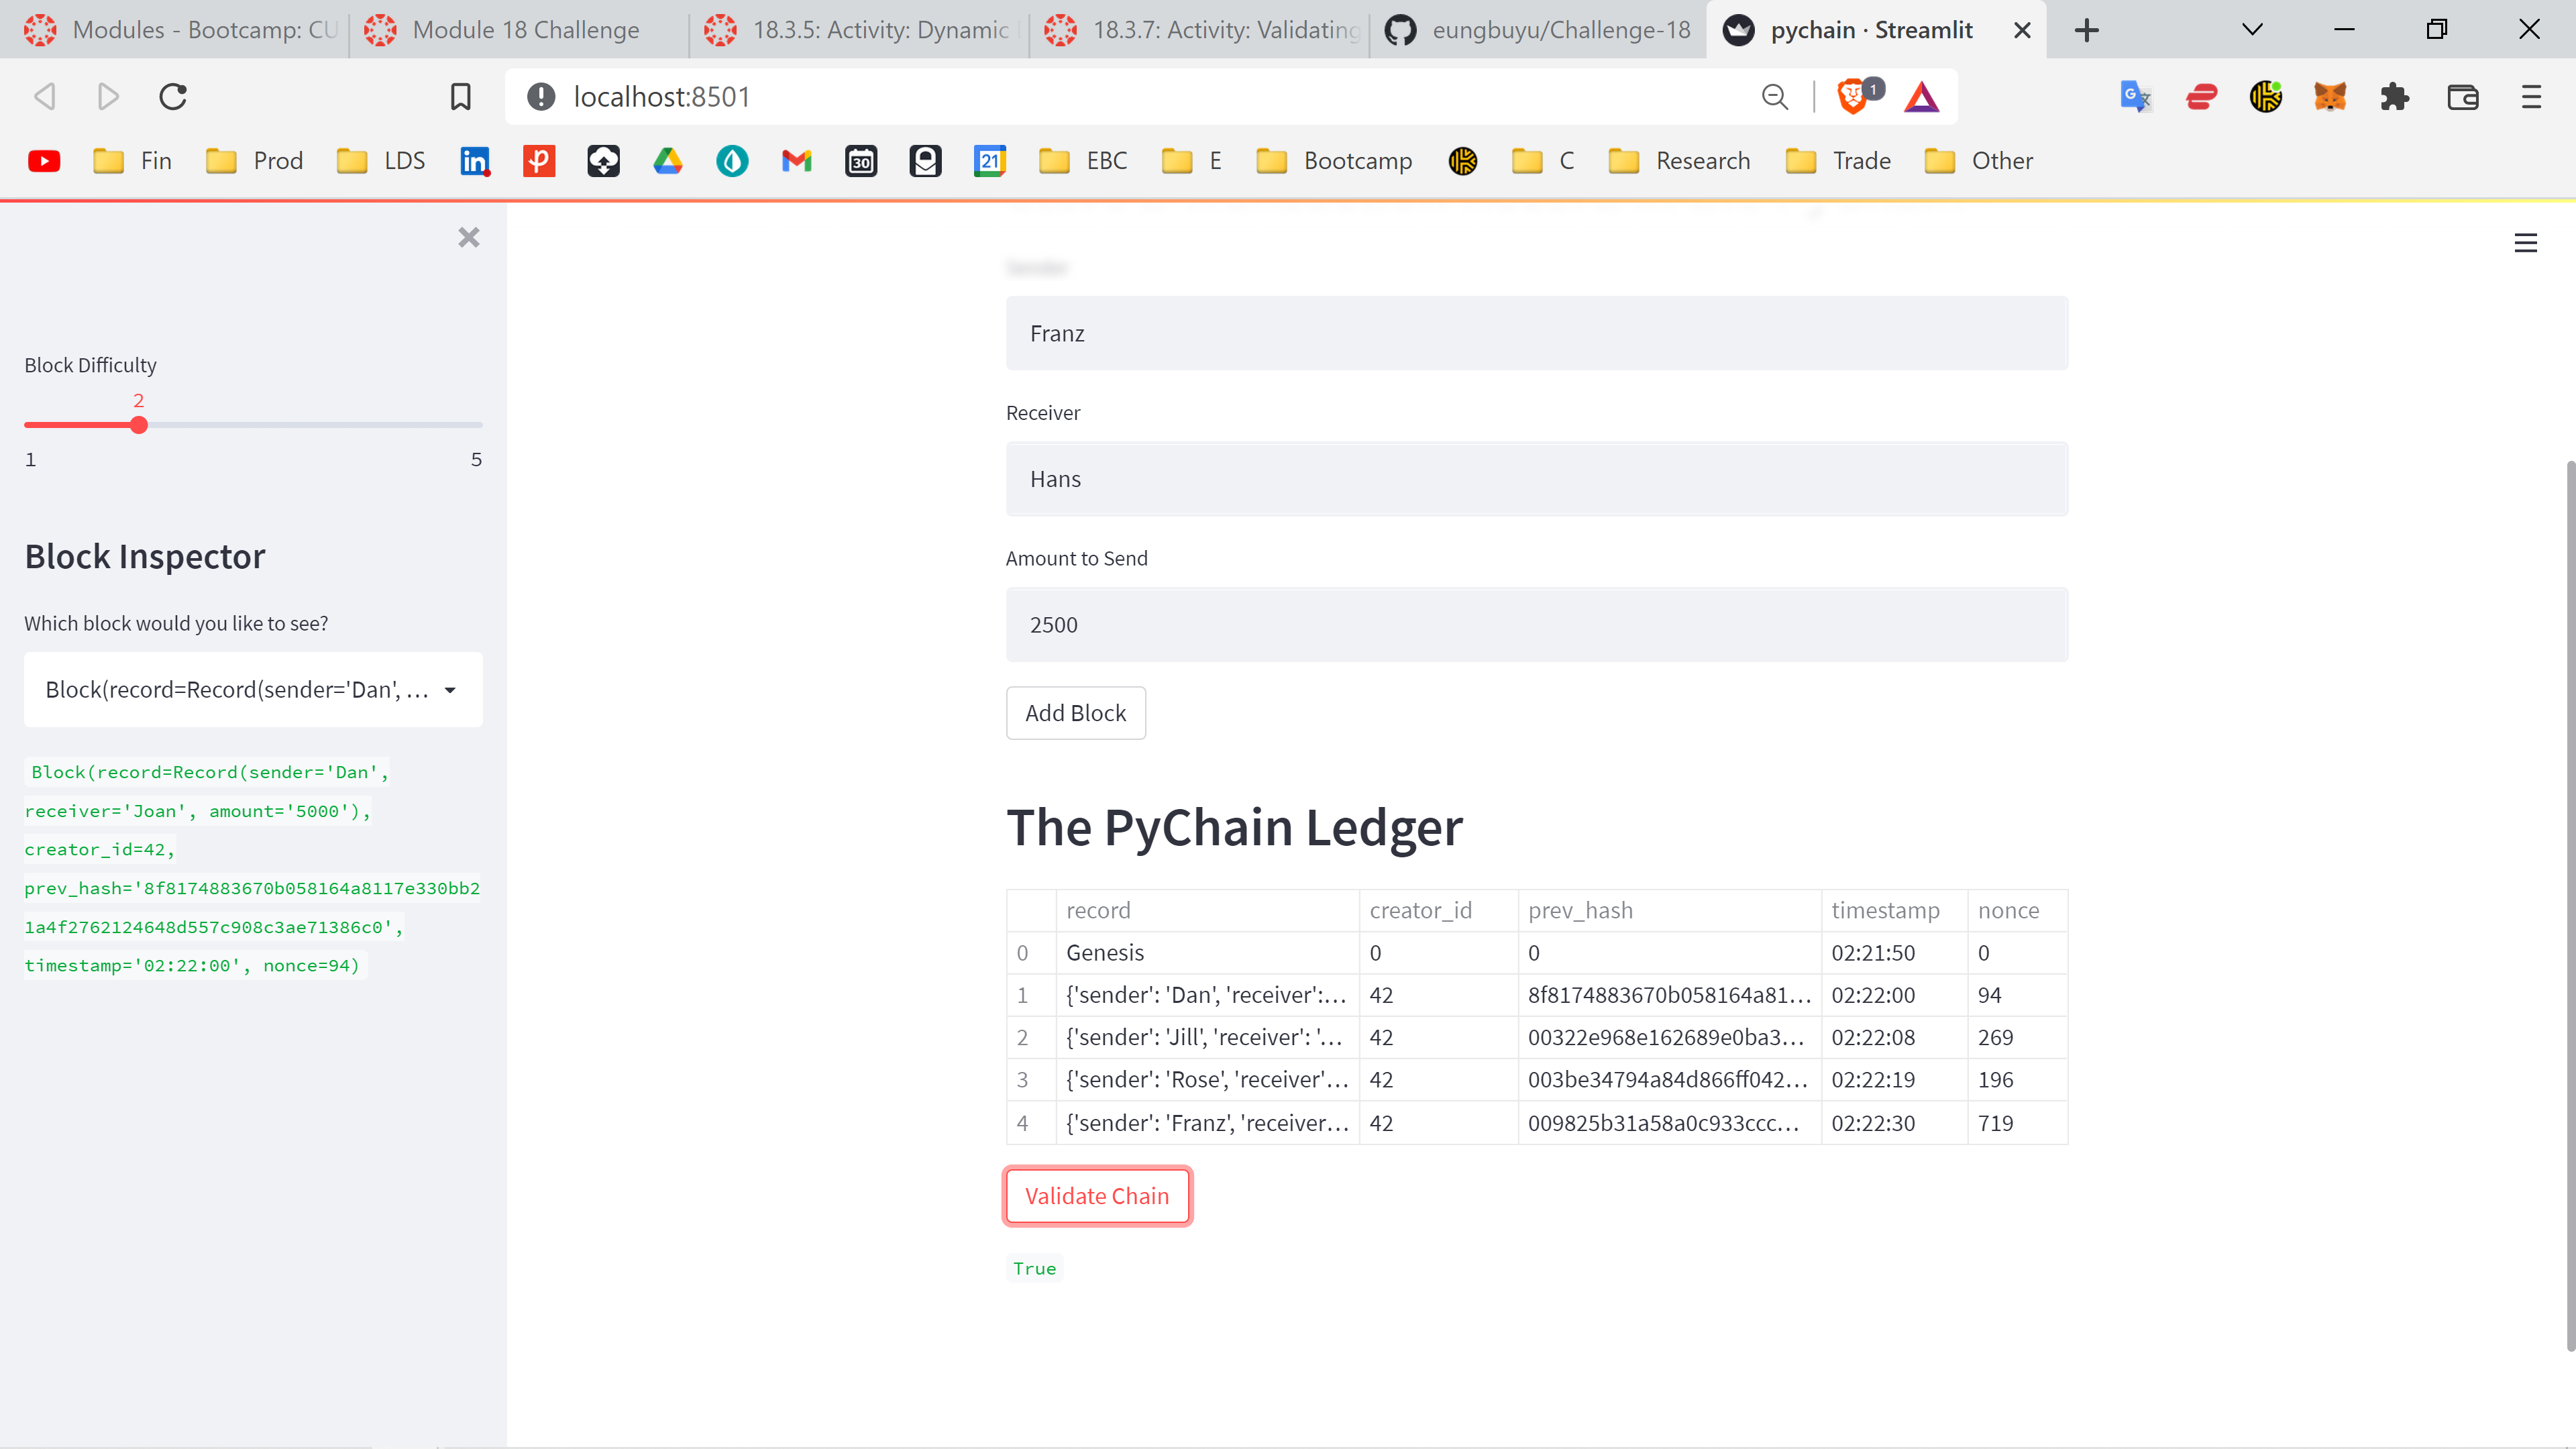 Modules - Bootcamp: CU
Module 18 Challenge
18.3.5: Activity: Dynamic
18.3.7: Activity: Validating
eungbuyu/Challenge-18
pychain · Streamlit
localhost:8501
1
Fin
Prod
LDS
30
21
EBC
E
Bootcamp
C
Research
Trade
Other
Block Difficulty
2
1
5
Block Inspector
Which block would you like to see?
Block(record=Record(sender='Dan', ...
Block(record=Record(sender='Dan',
receiver='Joan', amount='5000'),
creator_id=42,
prev_hash='8f8174883670b058164a8117e330bb2
1a4f2762124648d557c908c3ae71386c0',
timestamp='02:22:00', nonce=94)
Sender
Franz
Receiver
Hans
Amount to Send
2500
Add Block
The PyChain Ledger
record creator_id prev_hash timestamp nonce
0 Genesis 0 0 02:21:50 0
1 {'sender': 'Dan', 'receiver':... 42 8f8174883670b058164a81... 02:22:00 94
2 {'sender': 'Jill', 'receiver': '... 42 00322e968e162689e0ba3... 02:22:08 269
3 {'sender': 'Rose', 'receiver'... 42 003be34794a84d866ff042... 02:22:19 196
4 {'sender': 'Franz', 'receiver... 42 009825b31a58a0c933ccc... 02:22:30 719
Validate Chain
True